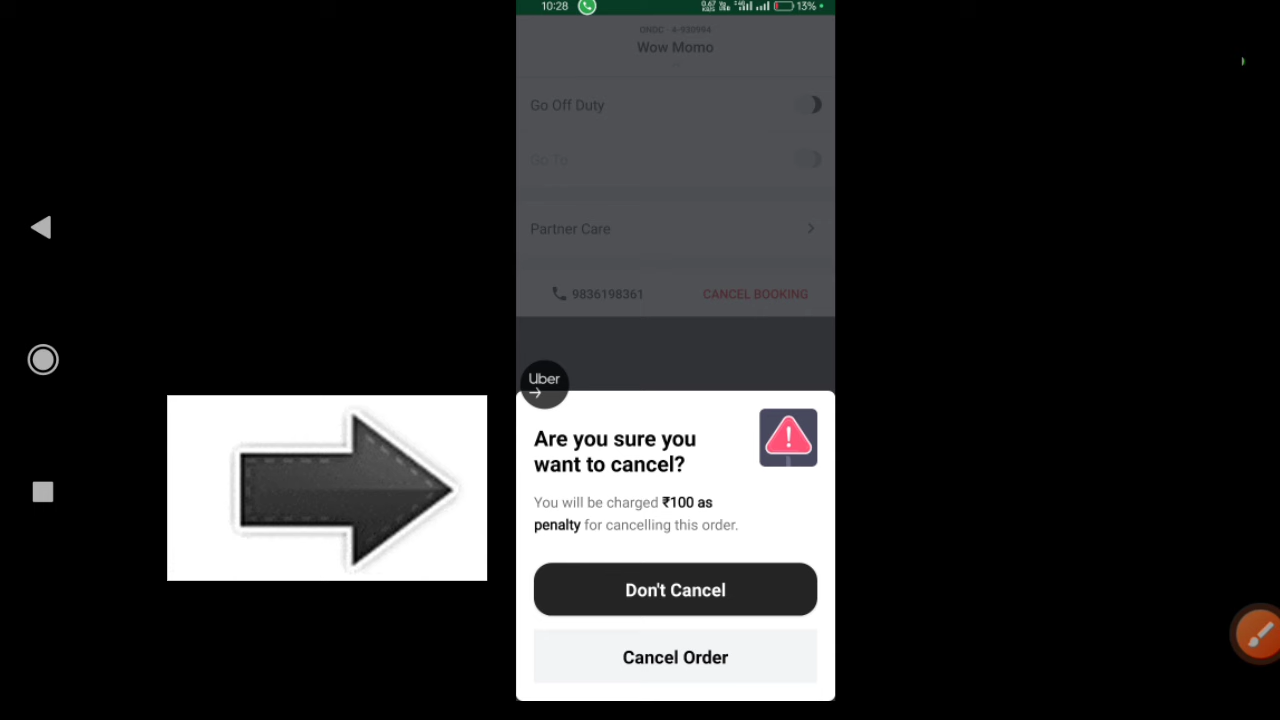 10:28
13%
ONDC · A-930994
Wow Momo
Go Off Duty
Go To
Partner Care
9836198361 CANCEL BOOKING
Uber
Are you sure you
want to cancel?
You will be charged ₹100 as
penalty for cancelling this order.
Don't Cancel
Cancel Order